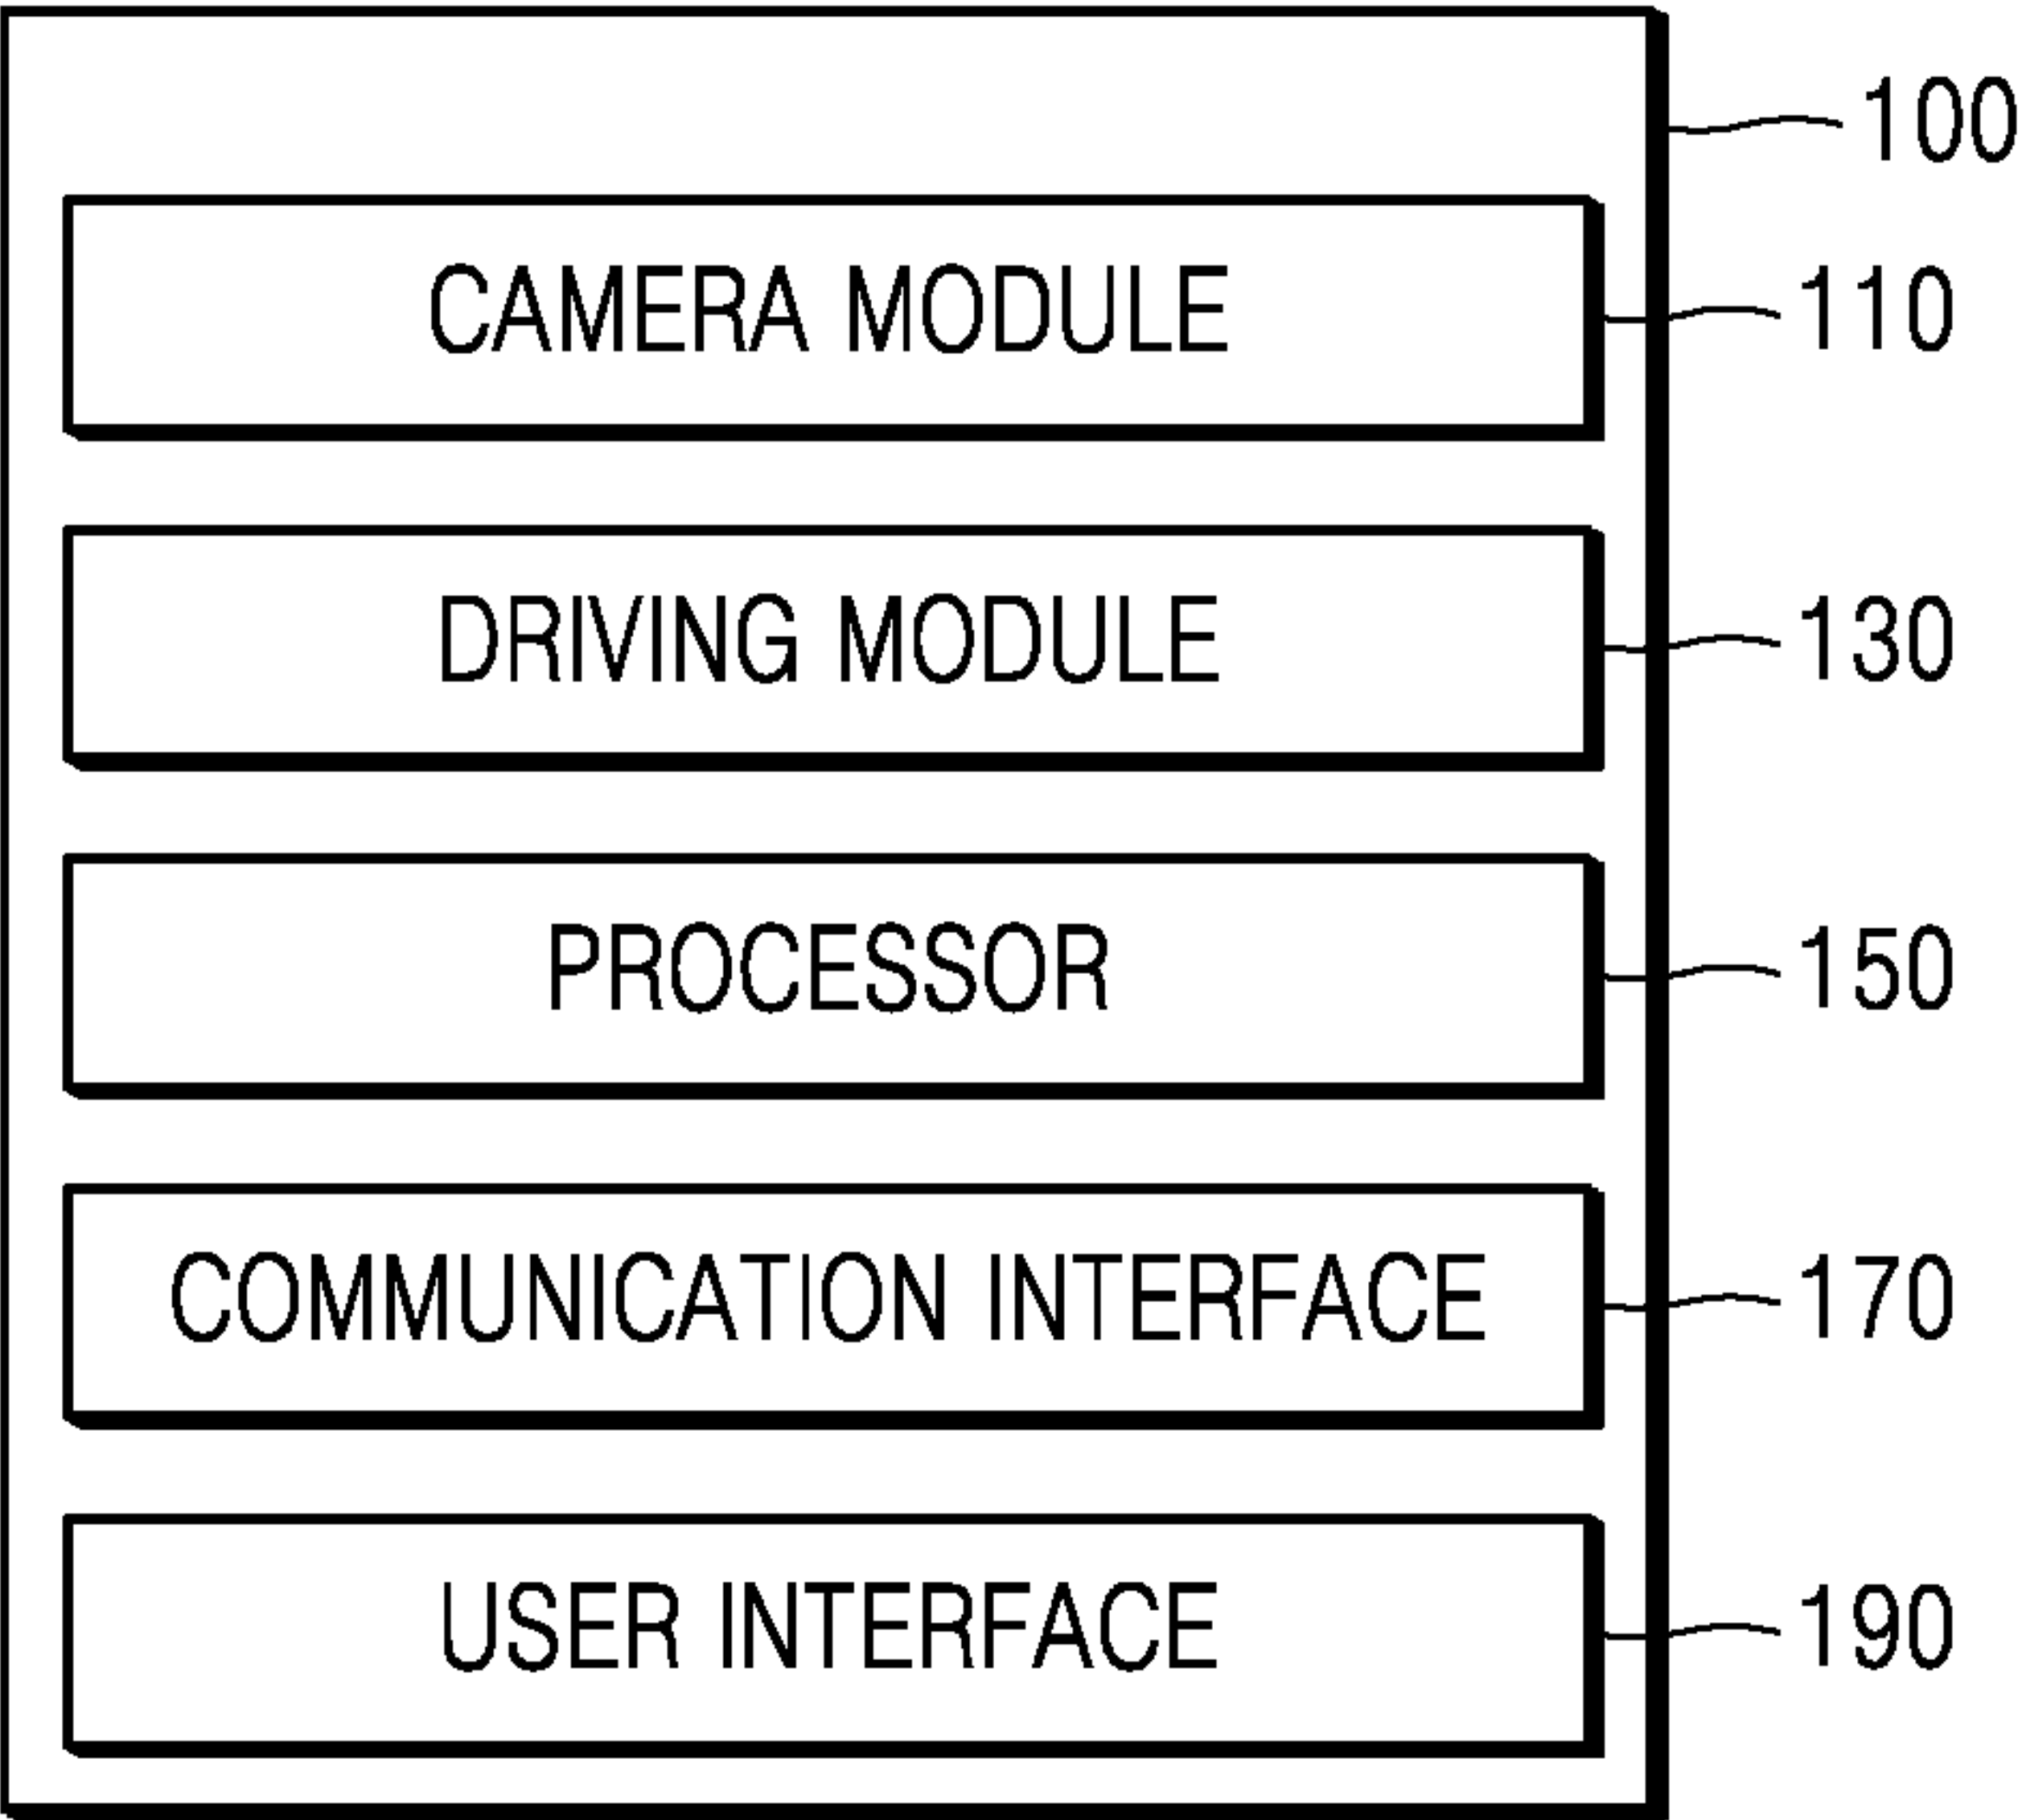 100
CAMERA MODULE 110
DRIVING MODULE 130
PROCESSOR 150
COMMUNICATION INTERFACE 170
USER INTERFACE 190